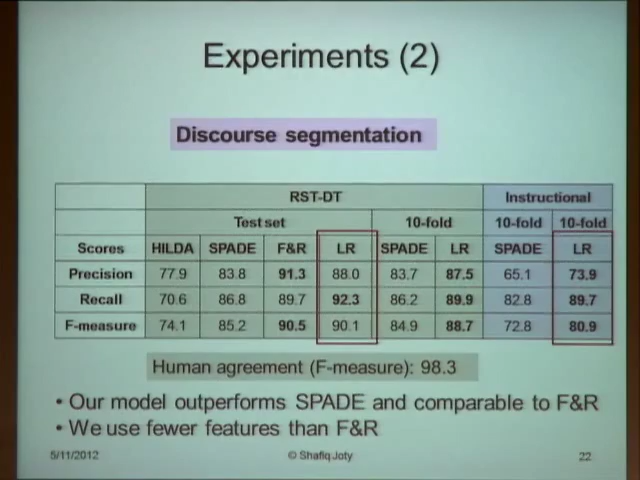 Experiments (2)
Discourse segmentation
RST-DT Instructional
Test set 10-fold 10-fold 10-fold
Scores HILDA SPADE F&R LR SPADE LR SPADE LR
Precision 77.9 83.8 91.3 88.0 83.7 87.5 65.1 73.9
Recall 70.6 86.8 89.7 92.3 86.2 89.9 82.8 89.7
F-measure 74.1 85.2 90.5 90.1 84.9 88.7 72.8 80.9
Human agreement (F-measure): 98.3
• Our model outperforms SPADE and comparable to F&R
• We use fewer features than F&R
5/11/2012 © Shafiq Joty 22